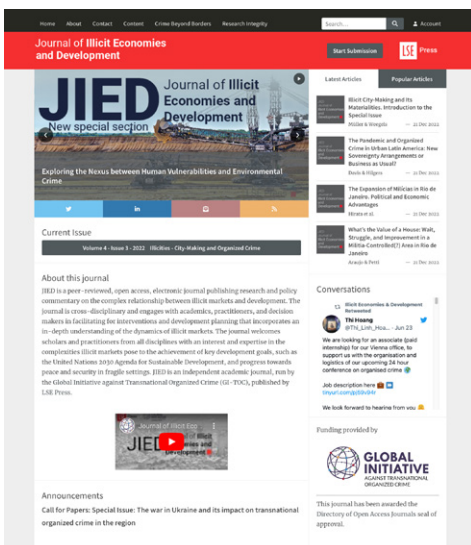 Home About Contact Content Crime Beyond Borders Research Integrity Search... Account
Journal of Illicit Economies
and Development
Start Submission
LSE Press
JIED
Journal of Illicit
Economies and
Development
New special section
Exploring the Nexus between Human Vulnerabilities and Environmental
Crime
Current Issue
Volume 4 - Issue 3 - 2022 Illicities - City-Making and Organized Crime
About this journal
JIED is a peer-reviewed, open access, electronic journal publishing research and policy
commentary on the complex relationship between illicit markets and development. The
journal is cross-disciplinary and engages with academics, practitioners, and decision
makers in facilitating for interventions and development planning that incorporates an
in-depth understanding of the dynamics of illicit markets. The journal welcomes
scholars and practitioners from all disciplines with an interest and expertise in the
complexities illicit markets pose to the achievement of key development goals, such as
the United Nations 2030 Agenda for Sustainable Development, and progress towards
peace and security in fragile settings. JIED is an independent academic journal, run by
the Global Initiative against Transnational Organized Crime (GI-TOC), published by
LSE Press.
Journal of Illicit Eco
JIED
Announcements
Call for Papers: Special Issue: The war in Ukraine and its impact on transnational
organized crime in the region
Latest Articles Popular Articles
Illicit City-Making and Its
Materialities. Introduction to the
Special Issue
— 21 Dec 2022
The Pandemic and Organized
Crime in Urban Latin America: New
Sovereignty Arrangements or
Business as Usual?
Davis & Hilgers — 21 Dec 2022
The Expansion of Milícias in Rio de
Janeiro. Political and Economic
Advantages
Hirata et al. — 21 Dec 2022
What's the Value of a House: Wait,
Struggle, and Improvement in a
Militia-Controlled(?) Area in Rio de
Janeiro
Araujo & Petti — 21 Dec 2022
Conversations
Illicit Economies & Development
Retweeted
Thi Hoang
@Thi_Linh_Hoa... · Jun 23
We are looking for an associate (paid
internship) for our Vienna office, to
support us with the organisation and
logistics of our upcoming 24 hour
conference on organised crime
Job description here
We look forward to hearing from you
Funding provided by
GLOBAL
INITIATIVE
AGAINST TRANSNATIONAL
ORGANIZED CRIME
This journal has been awarded the
Directory of Open Access Journals seal of
approval.